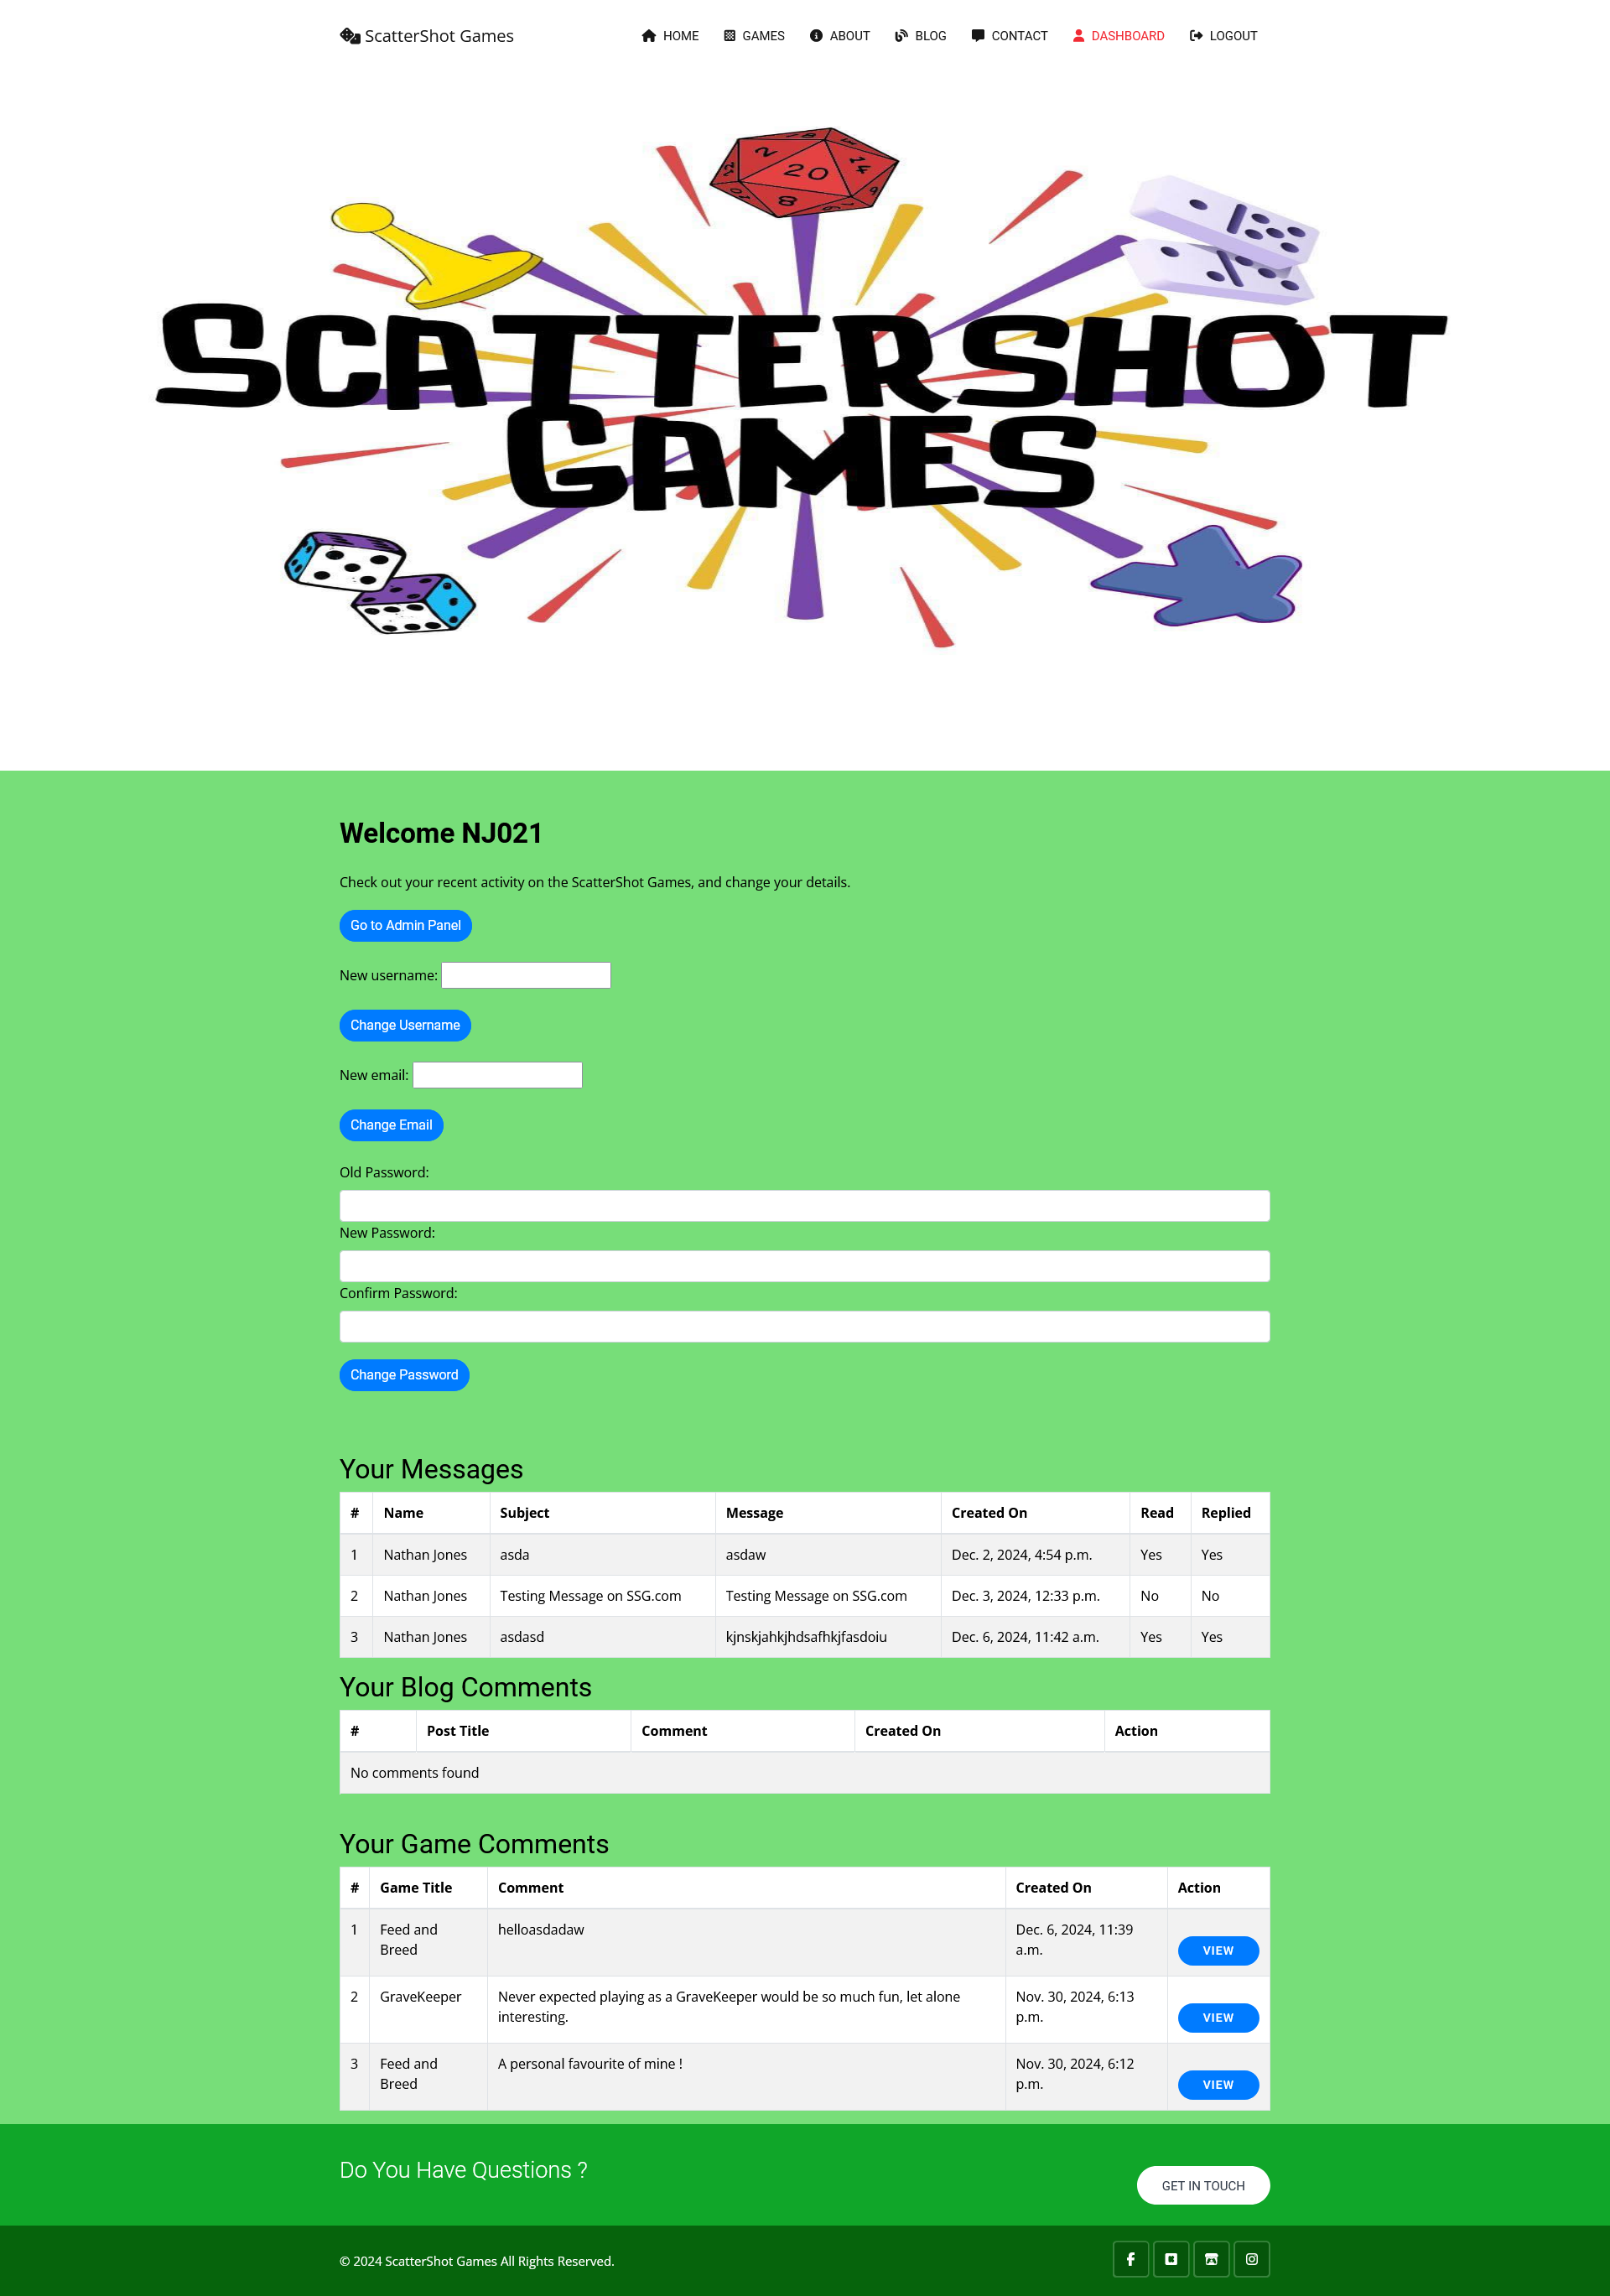 ScatterShot Games
HOME GAMES ABOUT BLOG CONTACT DASHBOARD LOGOUT
20
2
14
8
18
9
SCATTERSHOT
GAMES
Welcome NJ021
Check out your recent activity on the ScatterShot Games, and change your details.
Go to Admin Panel
New username:
Change Username
New email:
Change Email
Old Password:
New Password:
Confirm Password:
Change Password
Your Messages
# Name Subject Message Created On Read Replied
1 Nathan Jones asda asdaw Dec. 2, 2024, 4:54 p.m. Yes Yes
2 Nathan Jones Testing Message on SSG.com Testing Message on SSG.com Dec. 3, 2024, 12:33 p.m. No No
3 Nathan Jones asdasd kjnskjahkjhdsafhkjfasdoiu Dec. 6, 2024, 11:42 a.m. Yes Yes
Your Blog Comments
# Post Title Comment Created On Action
No comments found
Your Game Comments
# Game Title Comment Created On Action
1 Feed and helloasdadaw Dec. 6, 2024, 11:39
Breed a.m. VIEW
2 GraveKeeper Never expected playing as a GraveKeeper would be so much fun, let alone Nov. 30, 2024, 6:13
interesting. p.m. VIEW
3 Feed and A personal favourite of mine ! Nov. 30, 2024, 6:12
Breed p.m. VIEW
Do You Have Questions ?
GET IN TOUCH
© 2024 ScatterShot Games All Rights Reserved.